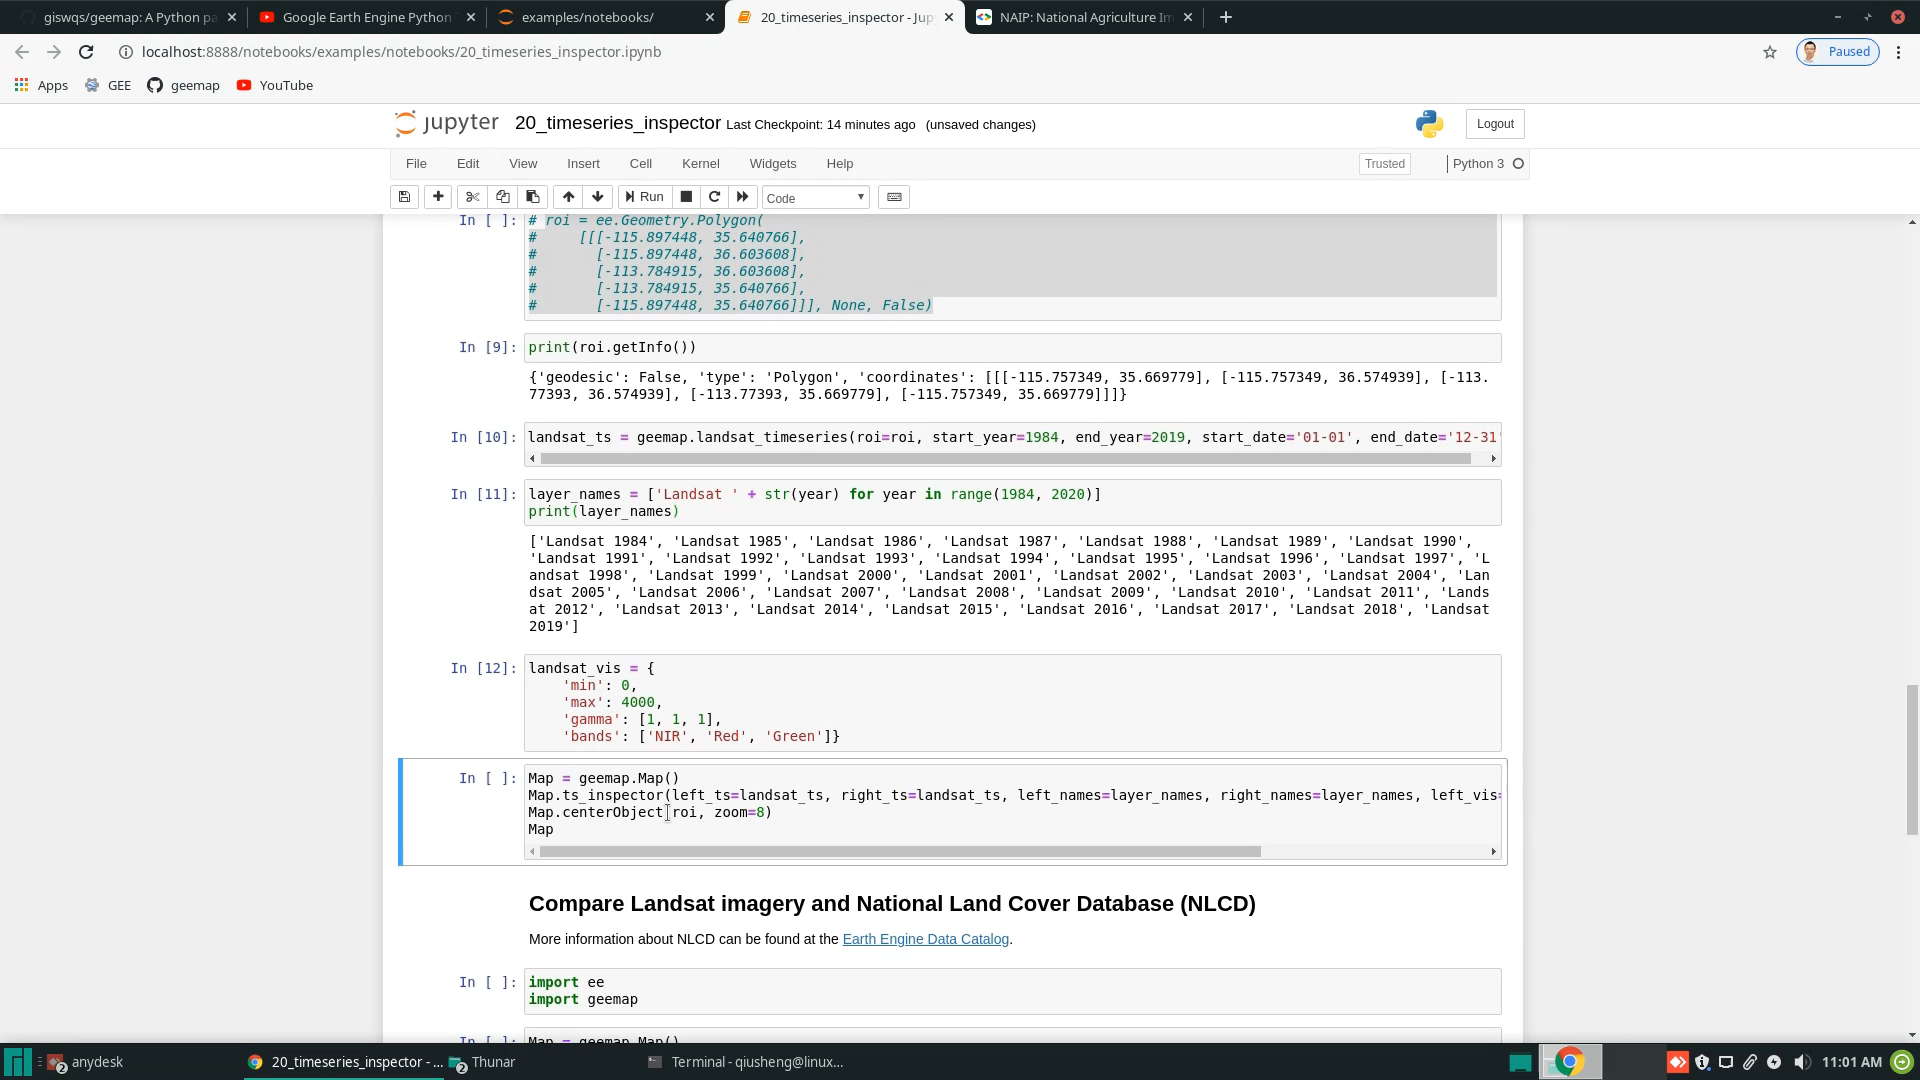 giswqs/geemap: A Python pa
Google Earth Engine Python
examples/notebooks/
20_timeseries_inspector - Jup
NAIP: National Agriculture Im
localhost:8888/notebooks/examples/notebooks/20_timeseries_inspector.ipynb
Paused
Apps
GEE
geemap
YouTube
jupyter
20_timeseries_inspector Last Checkpoint: 14 minutes ago (unsaved changes)
Logout
File Edit View Insert Cell Kernel Widgets Help
Trusted
Python 3
Run
Code
In [ ]: # roi = ee.Geometry.Polygon(
#     [[[-115.897448, 35.640766],
#       [-115.897448, 36.603608],
#       [-113.784915, 36.603608],
#       [-113.784915, 35.640766],
#       [-115.897448, 35.640766]]], None, False)
In [9]: print(roi.getInfo())
{'geodesic': False, 'type': 'Polygon', 'coordinates': [[[-115.757349, 35.669779], [-115.757349, 36.574939], [-113.
77393, 36.574939], [-113.77393, 35.669779], [-115.757349, 35.669779]]]}
In [10]: landsat_ts = geemap.landsat_timeseries(roi=roi, start_year=1984, end_year=2019, start_date='01-01', end_date='12-31'
In [11]: layer_names = ['Landsat ' + str(year) for year in range(1984, 2020)]
print(layer_names)
['Landsat 1984', 'Landsat 1985', 'Landsat 1986', 'Landsat 1987', 'Landsat 1988', 'Landsat 1989', 'Landsat 1990',
'Landsat 1991', 'Landsat 1992', 'Landsat 1993', 'Landsat 1994', 'Landsat 1995', 'Landsat 1996', 'Landsat 1997', 'L
andsat 1998', 'Landsat 1999', 'Landsat 2000', 'Landsat 2001', 'Landsat 2002', 'Landsat 2003', 'Landsat 2004', 'Lan
dsat 2005', 'Landsat 2006', 'Landsat 2007', 'Landsat 2008', 'Landsat 2009', 'Landsat 2010', 'Landsat 2011', 'Lands
at 2012', 'Landsat 2013', 'Landsat 2014', 'Landsat 2015', 'Landsat 2016', 'Landsat 2017', 'Landsat 2018', 'Landsat
2019']
In [12]: landsat_vis = {
    'min': 0,
    'max': 4000,
    'gamma': [1, 1, 1],
    'bands': ['NIR', 'Red', 'Green']}
In [ ]: Map = geemap.Map()
Map.ts_inspector(left_ts=landsat_ts, right_ts=landsat_ts, left_names=layer_names, right_names=layer_names, left_vis=
Map.centerObject(roi, zoom=8)
Map
Compare Landsat imagery and National Land Cover Database (NLCD)
More information about NLCD can be found at the Earth Engine Data Catalog.
In [ ]: import ee
import geemap
In [ ]: Map = geemap.Map()
2 anydesk
20_timeseries_inspector - ...
2 Thunar
Terminal - qiusheng@linux...
11:01 AM